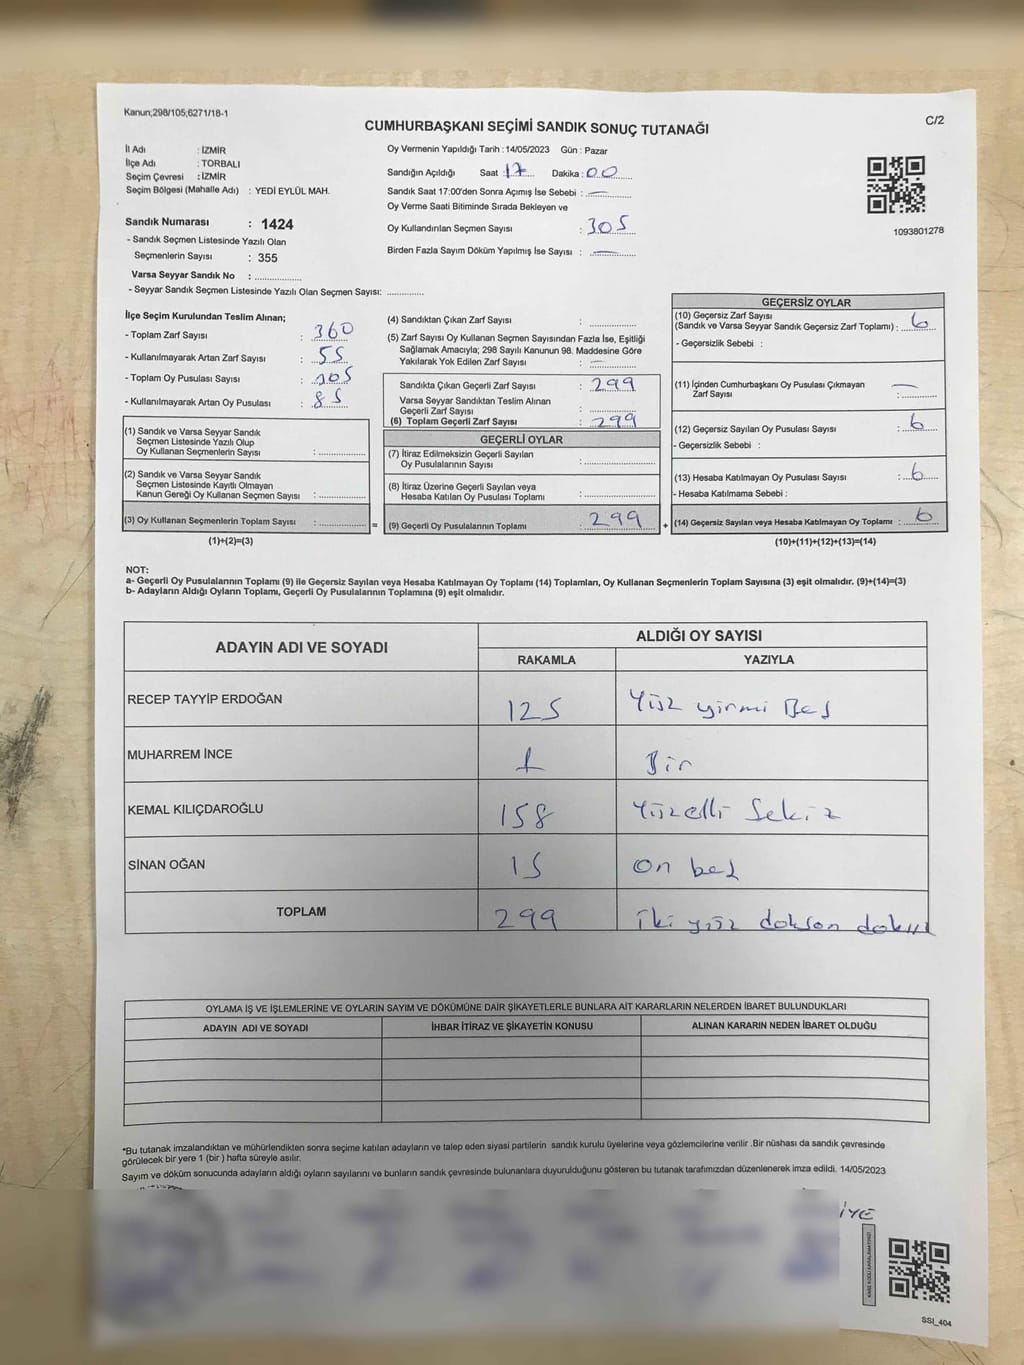 Kanun;298/105;6271/18-1
C/2
CUMHURBAŞKANI SEÇİMİ SANDIK SONUÇ TUTANAĞI
İl Adı : İZMİR
İlçe Adı : TORBALI
Seçim Çevresi : İZMİR
Seçim Bölgesi (Mahalle Adı) : YEDİ EYLÜL MAH.
Sandık Numarası : 1424
- Sandık Seçmen Listesinde Yazılı Olan
Seçmenlerin Sayısı : 355
Varsa Seyyar Sandık No : ..............
- Seyyar Sandık Seçmen Listesinde Yazılı Olan Seçmen Sayısı: ..............
Oy Vermenin Yapıldığı Tarih : 14/05/2023 Gün : Pazar
Sandığın Açıldığı Saat : 17 Dakika : 00
Sandık Saat 17:00'den Sonra Açımış İse Sebebi : —
Oy Verme Saati Bitiminde Sırada Bekleyen ve
Oy Kullandırılan Seçmen Sayısı : 305
Birden Fazla Sayım Döküm Yapılmış İse Sayısı : —
1093801278
İlçe Seçim Kurulundan Teslim Alınan;
- Toplam Zarf Sayısı : 360
- Kullanılmayarak Artan Zarf Sayısı : 55
- Toplam Oy Pusulası Sayısı :
- Kullanılmayarak Artan Oy Pusulası : 85
(1) Sandık ve Varsa Seyyar Sandık
Seçmen Listesinde Yazılı Olup
Oy Kullanan Seçmenlerin Sayısı : ..............
(2) Sandık ve Varsa Seyyar Sandık
Seçmen Listesinde Kayıtlı Olmayan
Kanun Gereği Oy Kullanan Seçmen Sayısı : ..............
(3) Oy Kullanan Seçmenlerin Toplam Sayısı : .............. =
(1)+(2)=(3)
(4) Sandıktan Çıkan Zarf Sayısı : ..............
(5) Zarf Sayısı Oy Kullanan Seçmen Sayısından Fazla İse, Eşitliği
Sağlamak Amacıyla; 298 Sayılı Kanunun 98. Maddesine Göre
Yakılarak Yok Edilen Zarf Sayısı : —
Sandıkta Çıkan Geçerli Zarf Sayısı : 299
Varsa Seyyar Sandıktan Teslim Alınan
Geçerli Zarf Sayısı : ..............
(6) Toplam Geçerli Zarf Sayısı : 299
GEÇERLİ OYLAR
(7) İtiraz Edilmeksizin Geçerli Sayılan
Oy Pusulalarının Sayısı : ..............
(8) İtiraz Üzerine Geçerli Sayılan veya
Hesaba Katılan Oy Pusulası Toplamı : ..............
(9) Geçerli Oy Pusulalarının Toplamı : 299 +
GEÇERSİZ OYLAR
(10) Geçersiz Zarf Sayısı
(Sandık ve Varsa Seyyar Sandık Geçersiz Zarf Toplamı) : 6
- Geçersizlik Sebebi :
(11) İçinden Cumhurbaşkanı Oy Pusulası Çıkmayan
Zarf Sayısı : —
(12) Geçersiz Sayılan Oy Pusulası Sayısı : 6
- Geçersizlik Sebebi :
(13) Hesaba Katılmayan Oy Pusulası Sayısı : 6
- Hesaba Katılmama Sebebi :
(14) Geçersiz Sayılan veya Hesaba Katılmayan Oy Toplamı : 6
(10)+(11)+(12)+(13)=(14)
NOT:
a- Geçerli Oy Pusulalarının Toplamı (9) ile Geçersiz Sayılan veya Hesaba Katılmayan Oy Toplamı (14) Toplamları, Oy Kullanan Seçmenlerin Toplam Sayısına (3) eşit olmalıdır. (9)+(14)=(3)
b- Adayların Aldığı Oyların Toplamı, Geçerli Oy Pusulalarının Toplamına (9) eşit olmalıdır.
ADAYIN ADI VE SOYADI ALDIĞI OY SAYISI
RAKAMLA YAZIYLA
RECEP TAYYİP ERDOĞAN 125 Yüz yirmi Beş
MUHARREM İNCE 1 Bir
KEMAL KILIÇDAROĞLU 158 Yüzelli Sekiz
SİNAN OĞAN 15 On beş
TOPLAM 299 iki yüz doksan dokuz
OYLAMA İŞ VE İŞLEMLERİNE VE OYLARIN SAYIM VE DÖKÜMÜNE DAİR ŞİKAYETLERLE BUNLARA AİT KARARLARIN NELERDEN İBARET BULUNDUKLARI
ADAYIN ADI VE SOYADI İHBAR İTİRAZ VE ŞİKAYETİN KONUSU ALINAN KARARIN NEDEN İBARET OLDUĞU
*Bu tutanak imzalandıktan ve mühürlendikten sonra seçime katılan adayların ve talep eden siyasi partilerin sandık kurulu üyelerine veya gözlemcilerine verilir .Bir nüshası da sandık çevresinde
görülecek bir yere 1 (bir ) hafta süreyle asılır.
Sayım ve döküm sonucunda adayların aldığı oyların sayılarını ve bunların sandık çevresinde bulunanlara duyurulduğunu gösteren bu tutanak tarafımızdan düzenlenerek imza edildi. 14/05/2023
İYE
SSİ_404